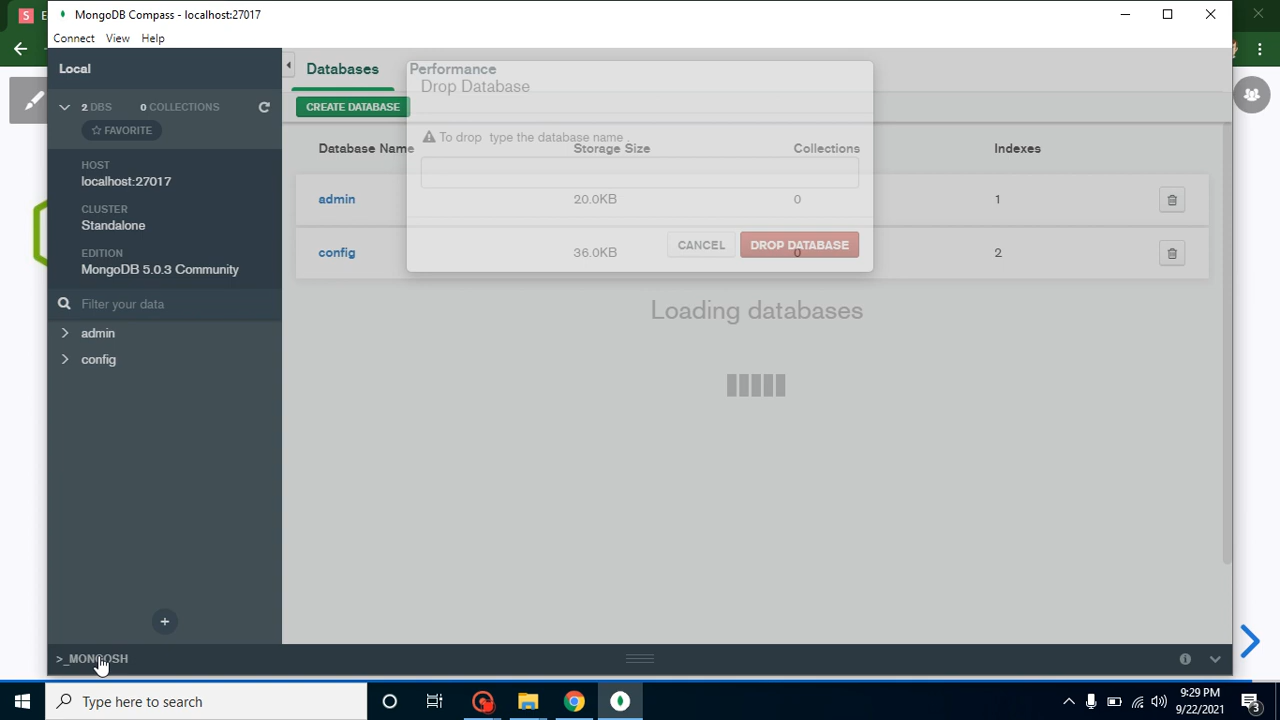 S E
MongoDB Compass - localhost:27017
Connect View Help
Local
2 DBS 0 COLLECTIONS
FAVORITE
HOST
localhost:27017
CLUSTER
Standalone
EDITION
MongoDB 5.0.3 Community
Filter your data
admin
config
>_MONGOSH
Databases Performance
CREATE DATABASE
Database Name Storage Size Collections Indexes
admin 20.0KB 0 1
config 36.0KB 0 2
Drop Database
To drop type the database name
CANCEL DROP DATABASE
Loading databases
Type here to search
9:29 PM
9/22/2021
3